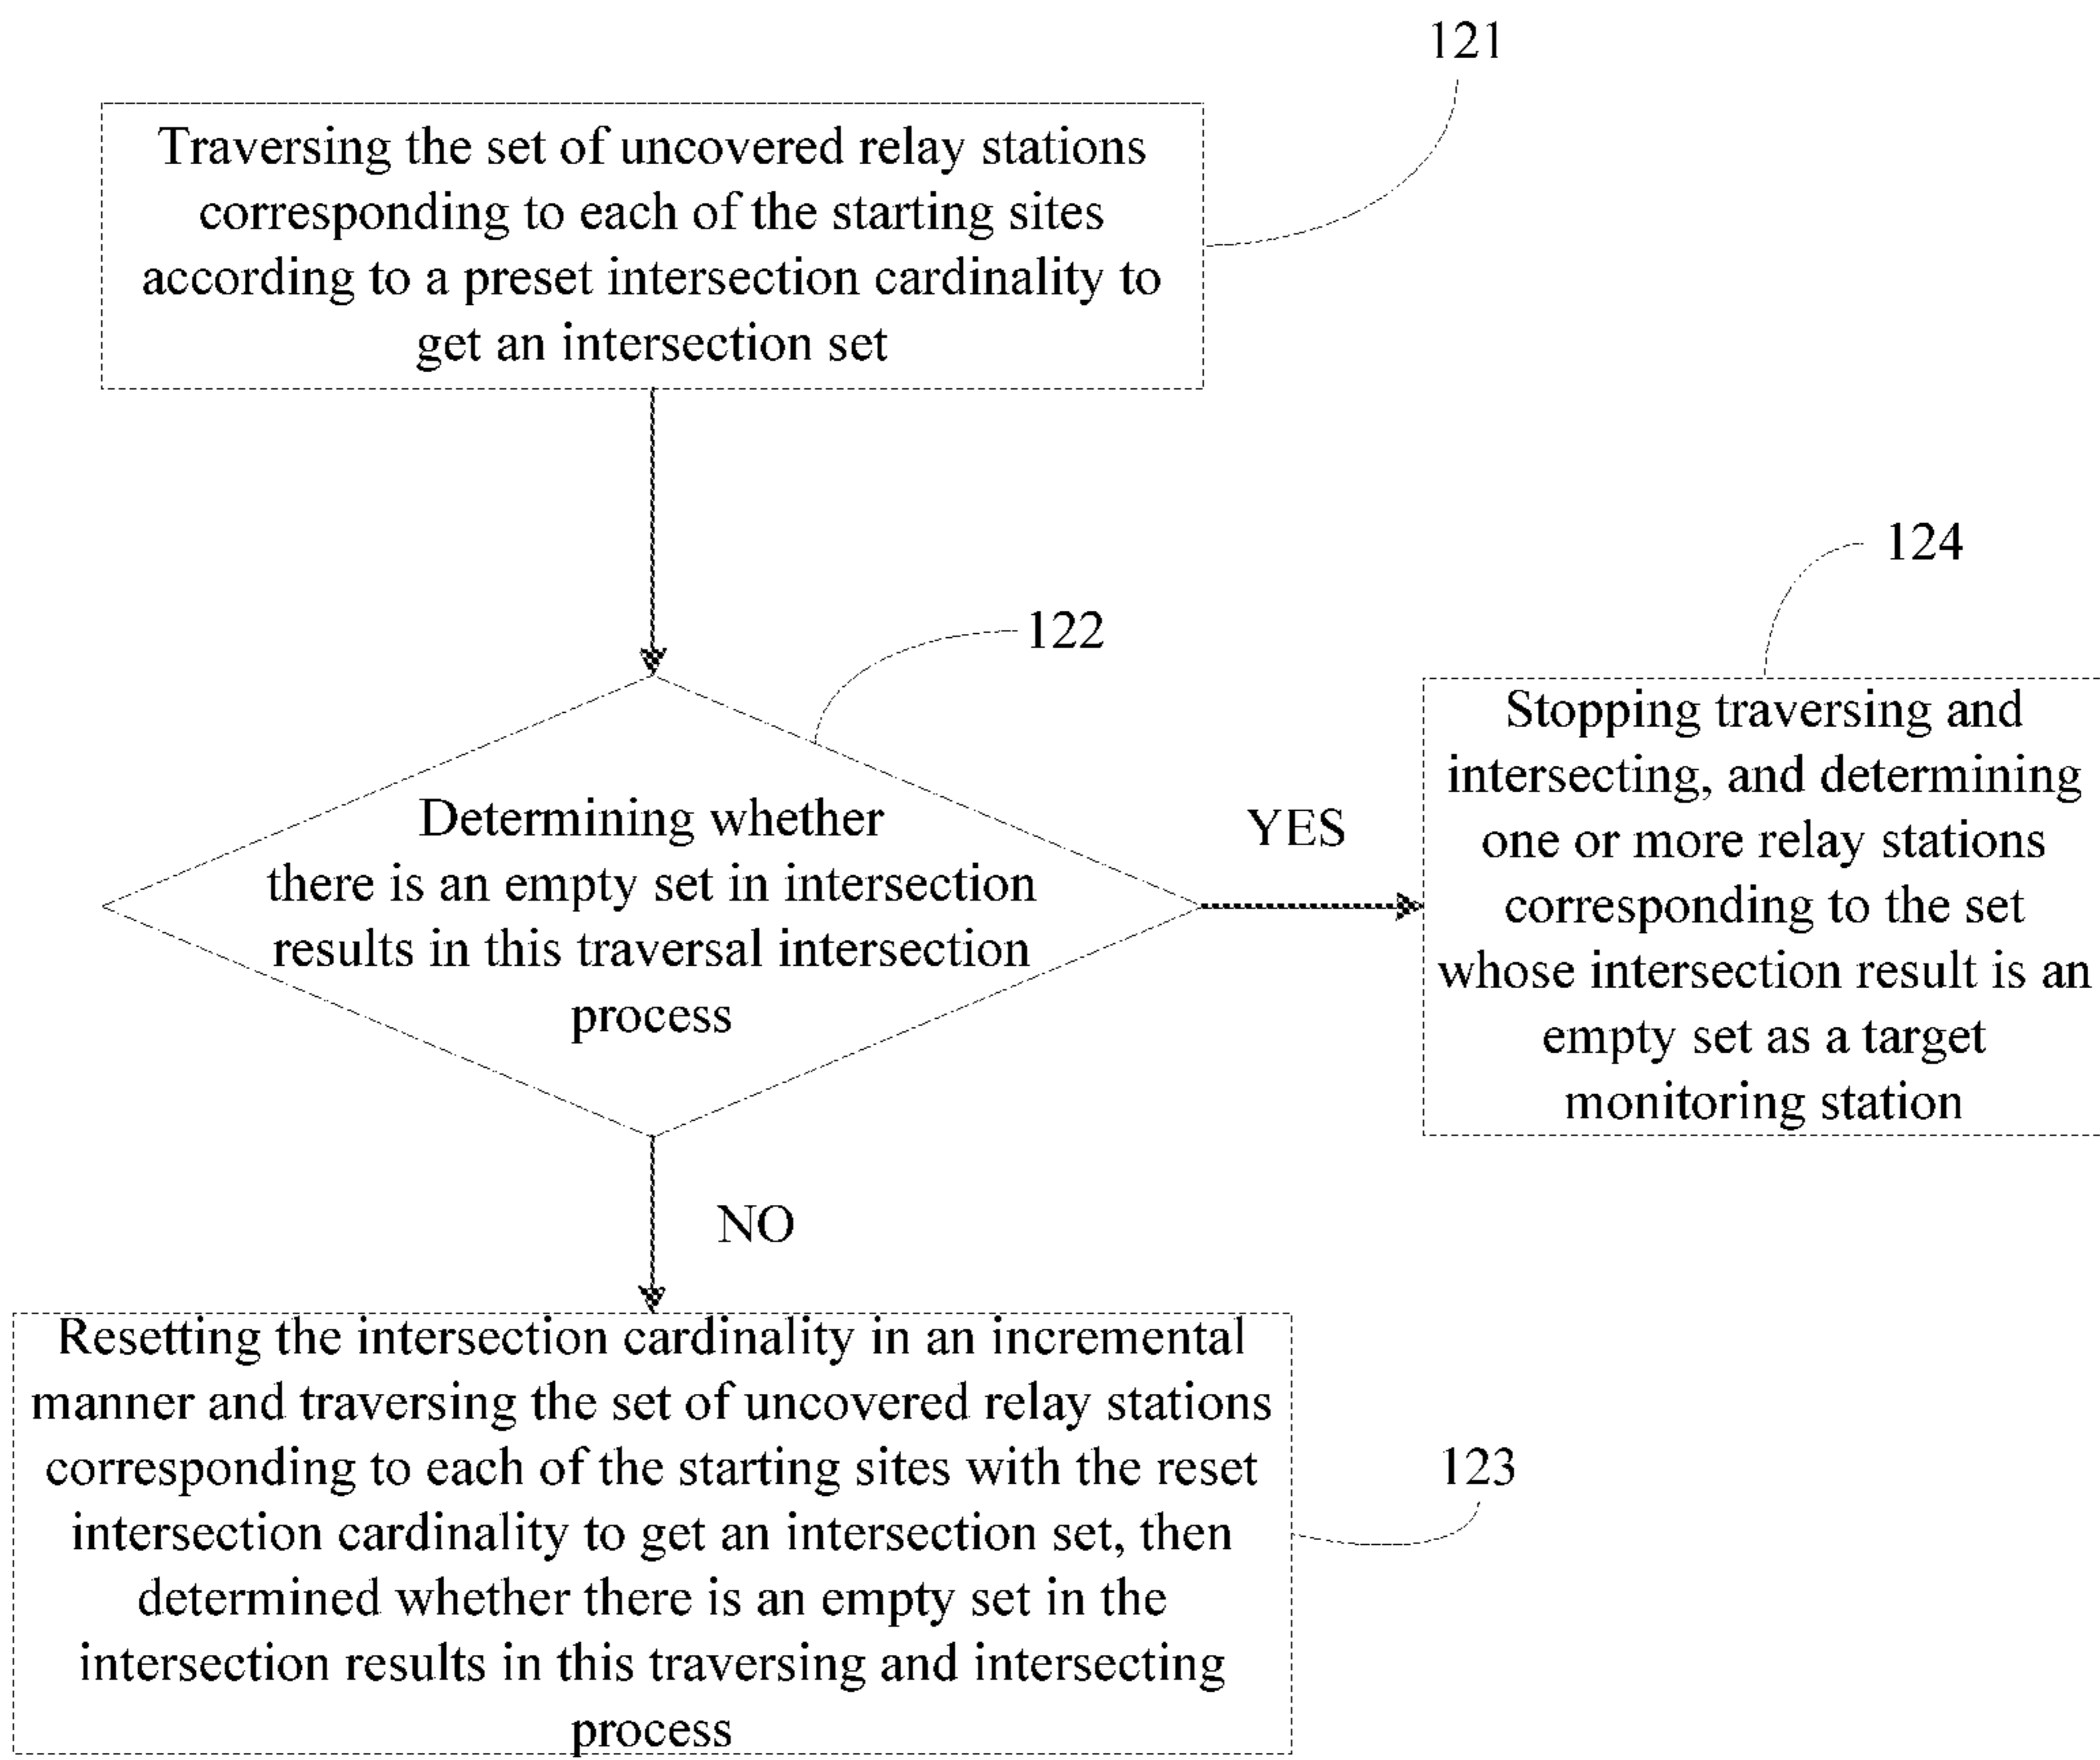 121
Traversing the set of uncovered relay stations
corresponding to each of the starting sites
according to a preset intersection cardinality to
get an intersection set
124
122
Stopping traversing and
intersecting, and determining
one or more relay stations
corresponding to the set
whose intersection result is an
empty set as a target
monitoring station
Determining whether
there is an empty set in intersection
results in this traversal intersection
process
YES
NO
Resetting the intersection cardinality in an incremental
manner and traversing the set of uncovered relay stations
corresponding to each of the starting sites with the reset
intersection cardinality to get an intersection set, then
determined whether there is an empty set in the
intersection results in this traversing and intersecting
process
123